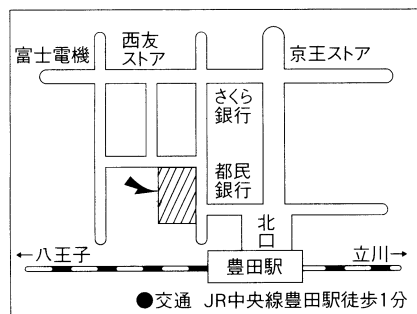 富士電機
西友
ストア
京王ストア
さくら
銀行
都民
銀行
北
口
←八王子
豊田駅
立川→
●交通 JR中央線豊田駅徒歩1分